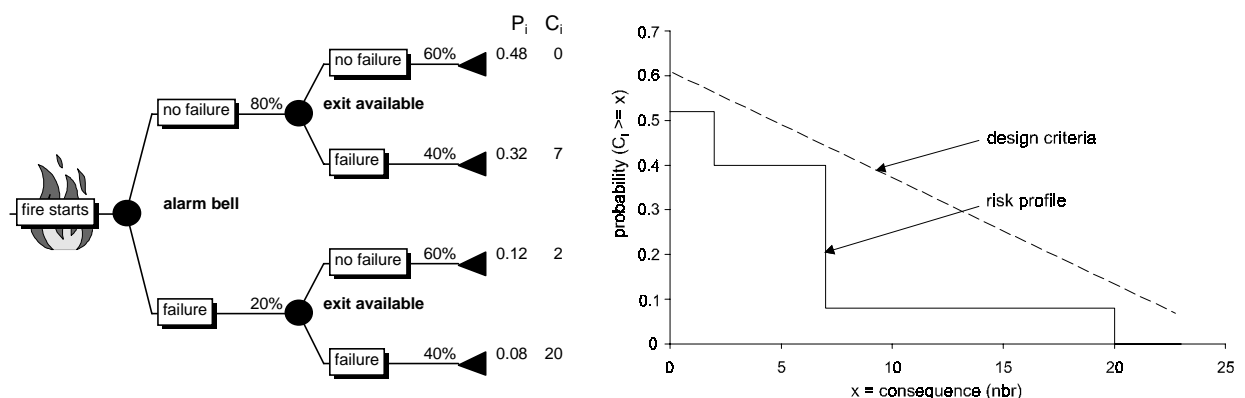 Pi Ci
no failure 60% 0.48 0
exit available
no failure 80%
failure 40% 0.32 7
fire starts
alarm bell
no failure 60% 0.12 2
exit available
failure 20%
failure 40% 0.08 20
0.7
0.6
0.5
0.4
0.3
0.2
0.1
0
probability (CI >= x)
design criteria
risk profile
0 5 10 15 20 25
x = consequence (nbr)